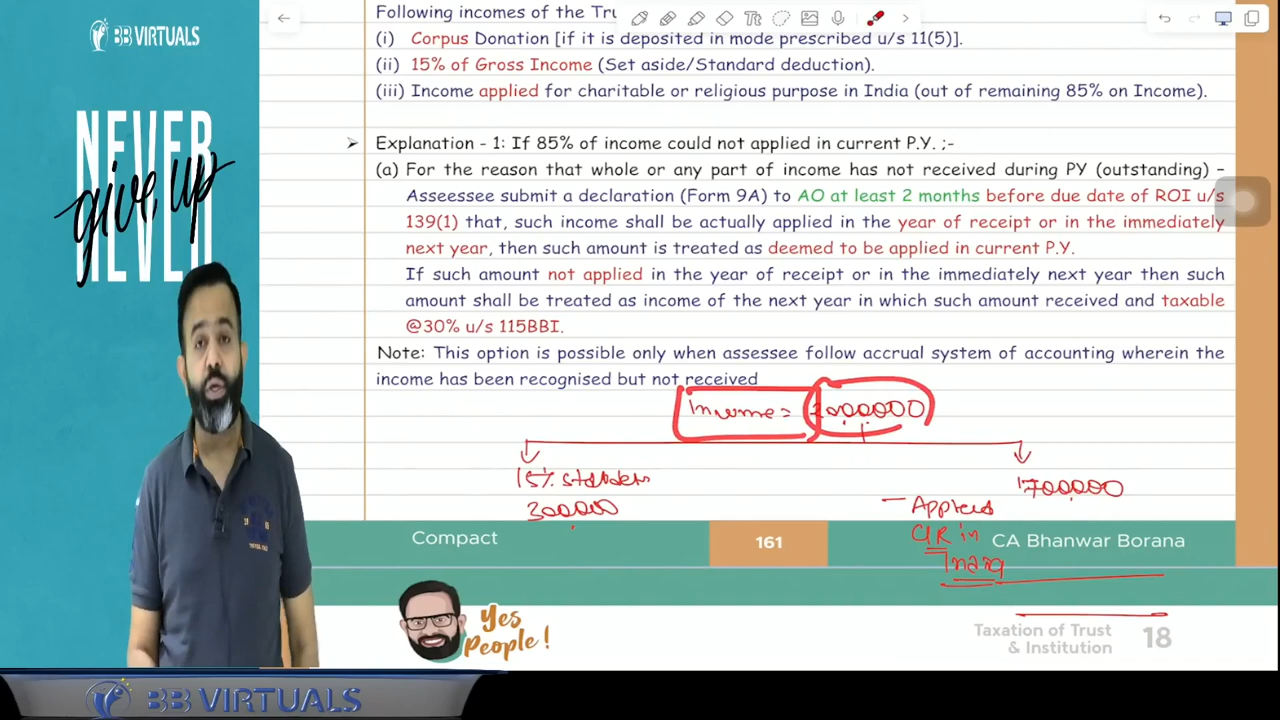 BB VIRTUALS
NEVER
give up
NEVER
Following incomes of the Tru
(i) Corpus Donation [if it is deposited in mode prescribed u/s 11(5)].
(ii) 15% of Gross Income (Set aside/Standard deduction).
(iii) Income applied for charitable or religious purpose in India (out of remaining 85% on Income).
➤ Explanation - 1: If 85% of income could not applied in current P.Y. ;-
(a) For the reason that whole or any part of income has not received during PY (outstanding) –
Asseessee submit a declaration (Form 9A) to AO at least 2 months before due date of ROI u/s
139(1) that, such income shall be actually applied in the year of receipt or in the immediately
next year, then such amount is treated as deemed to be applied in current P.Y.
If such amount not applied in the year of receipt or in the immediately next year then such
amount shall be treated as income of the next year in which such amount received and taxable
@30% u/s 115BBI.
Note: This option is possible only when assessee follow accrual system of accounting wherein the
income has been recognised but not received
Income = 2000000
15%
300000
1700000
C/R in
India
Compact
161
CA Bhanwar Borana
Yes
People!
Taxation of Trust
& Institution
18
BB VIRTUALS